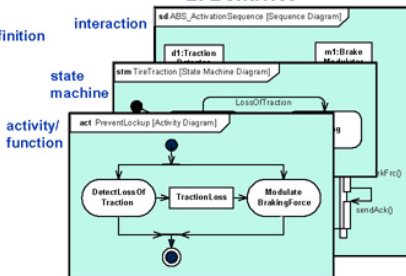 interaction
sd ABS_ActivationSequence [Sequence Diagram]
d1:Traction
m1:Brake
state
machine
stm TireTraction [State Machine Diagram]
LossOfTraction
activity/
function
act PreventLockup [Activity Diagram]
DetectLossOf
Traction
TractionLoss
Modulate
BrakingForce
sendAck()